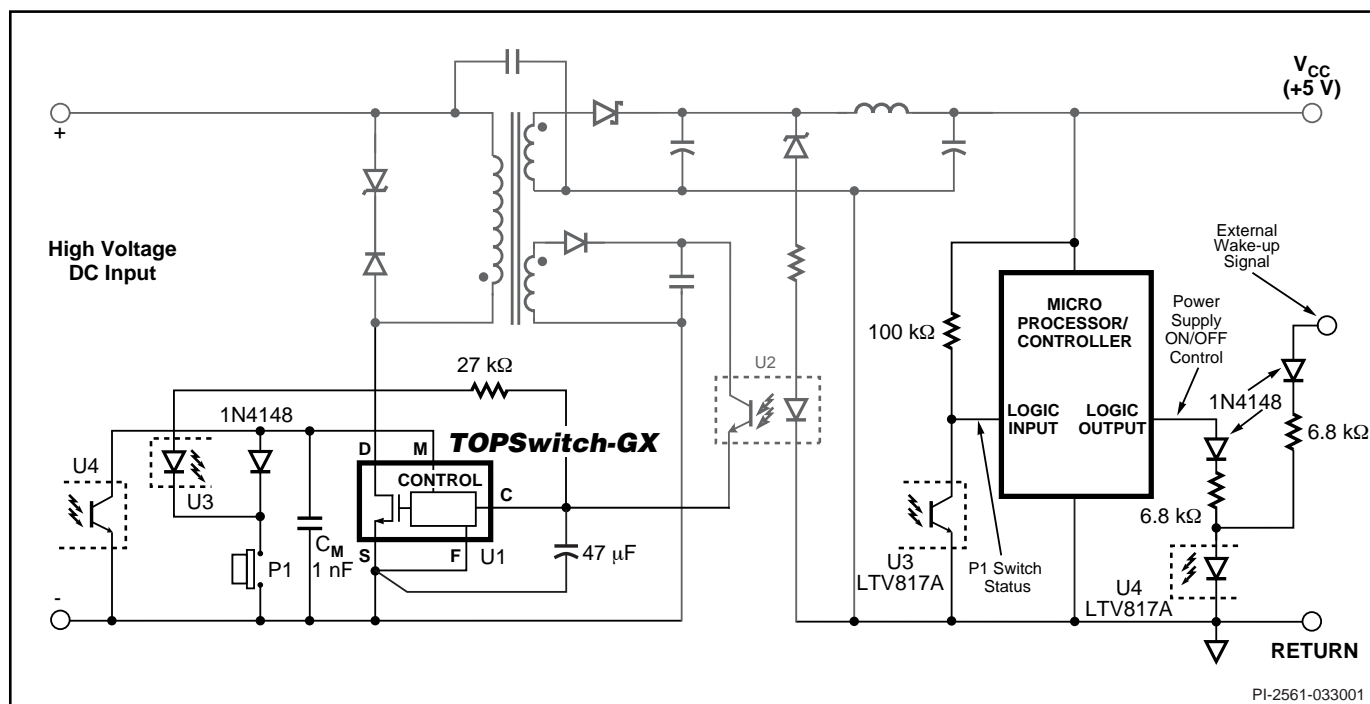 V_CC
(+5 V)
+
High Voltage
DC Input
External
Wake-up
Signal
MICRO
PROCESSOR/
CONTROLLER
Power
Supply
ON/OFF
Control
100 kΩ
27 kΩ
U2
1N4148
1N4148
LOGIC
INPUT
LOGIC
OUTPUT
6.8 kΩ
TOPSwitch-GX
D
M
U4
CONTROL
C
U3
6.8 kΩ
S
F
U1
47 µF
C_M
1 nF
P1
U3
LTV817A
P1 Switch
Status
U4
LTV817A
-
RETURN
PI-2561-033001